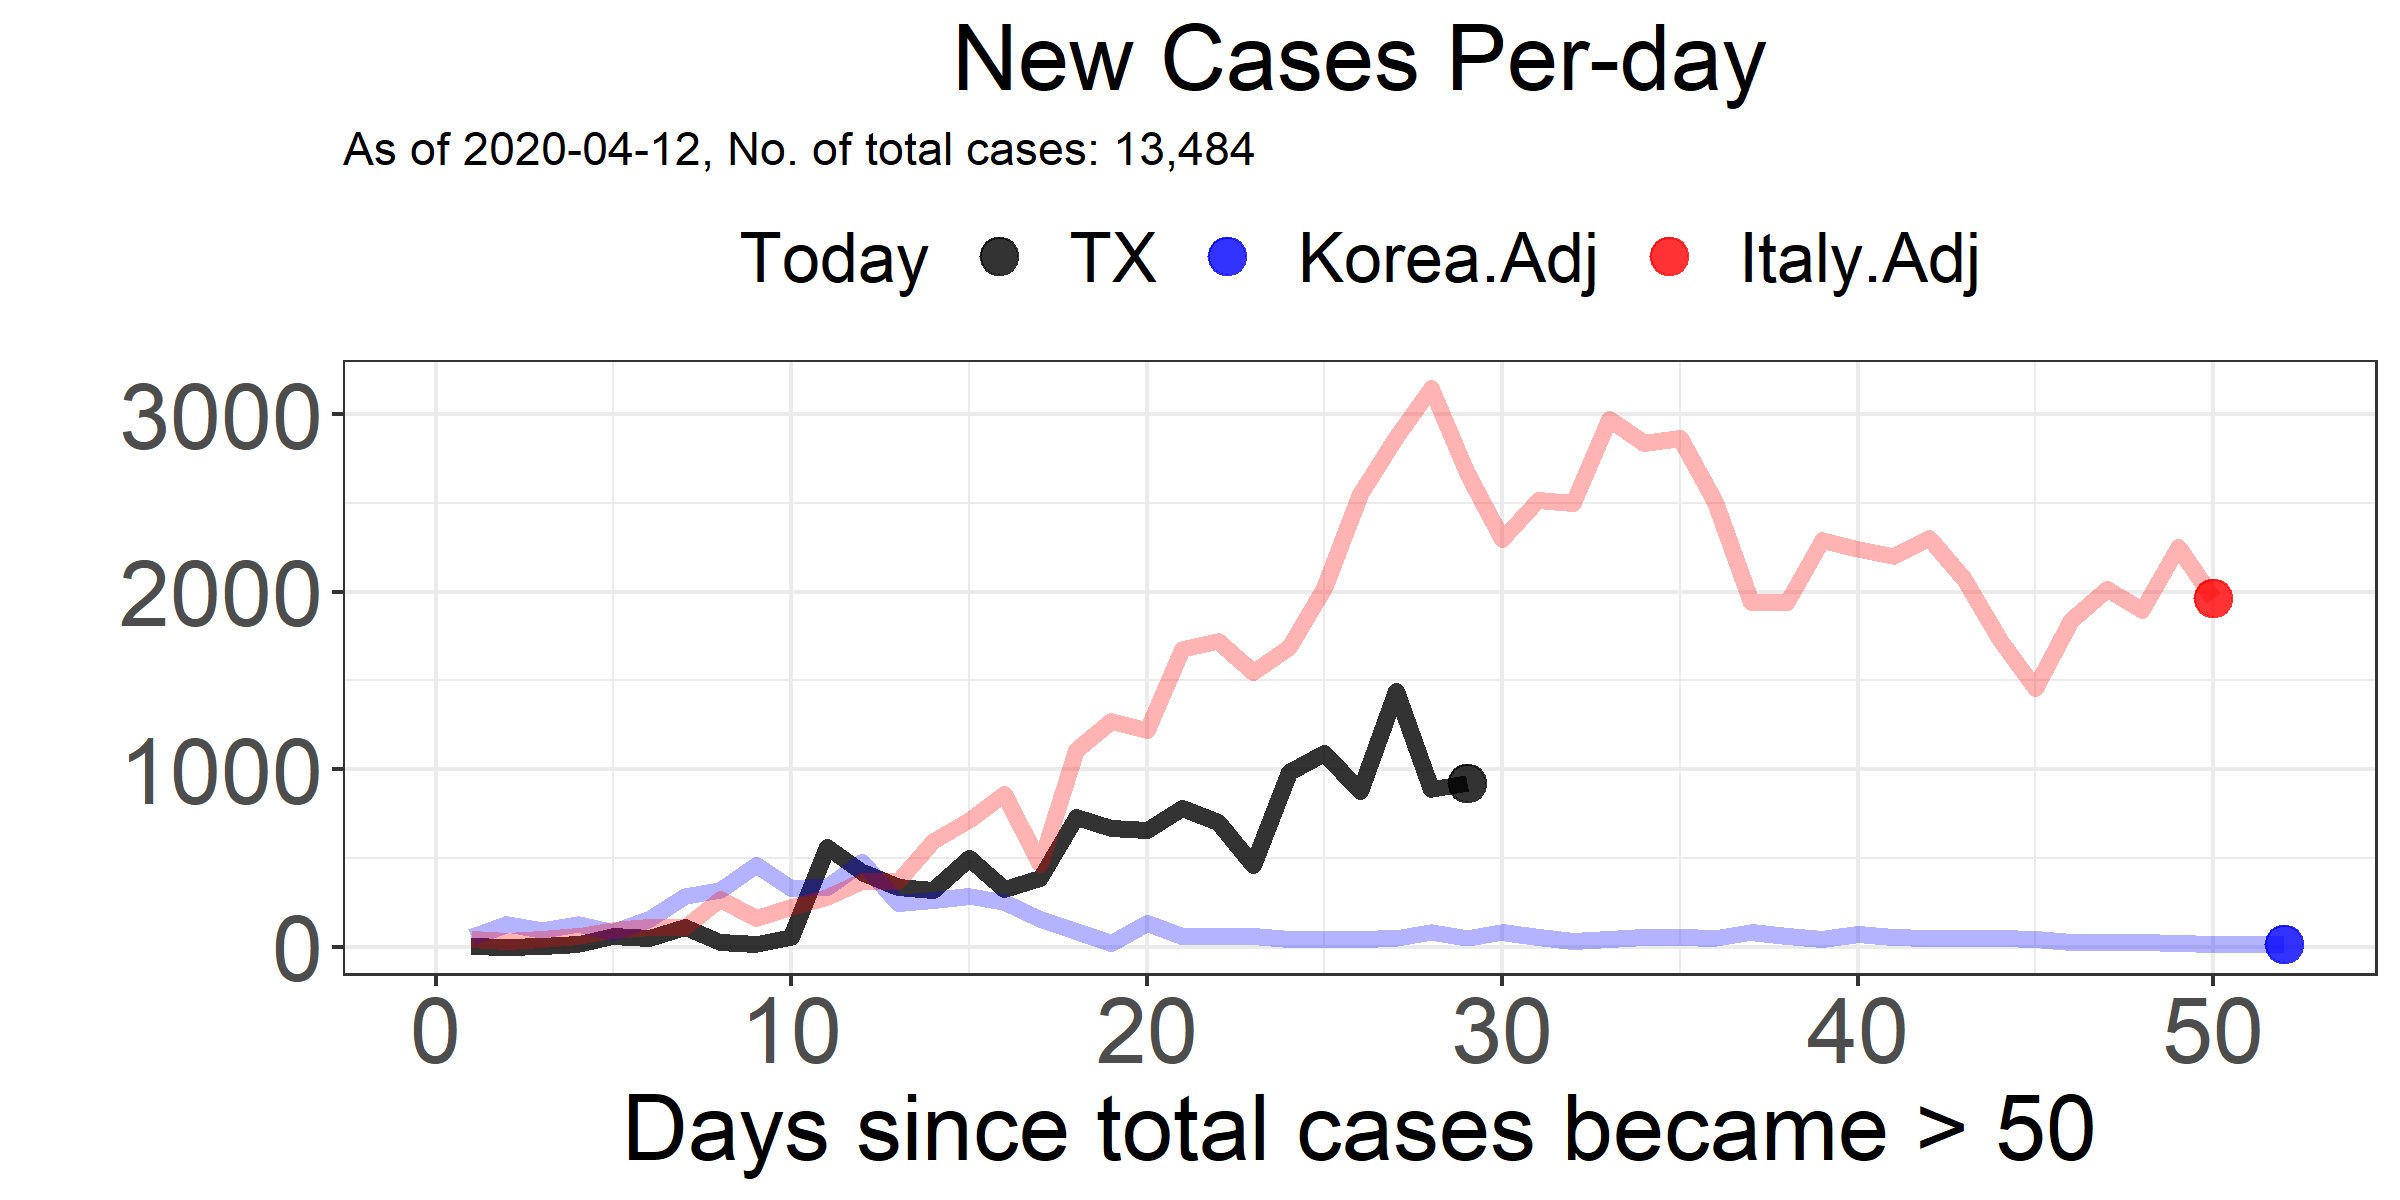 New Cases Per-day
As of 2020-04-12, No. of total cases: 13,484
Today TX Korea.Adj Italy.Adj
3000
2000
1000
0
0 10 20 30 40 50
Days since total cases became > 50